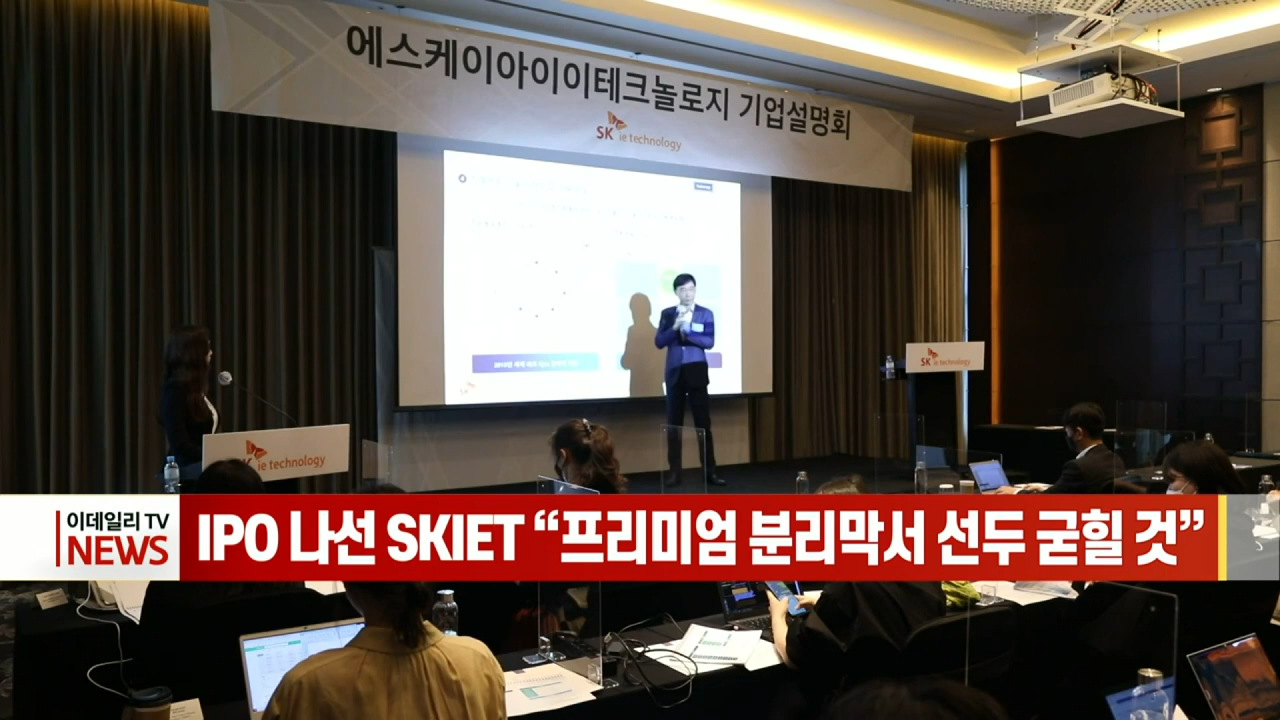 에스케이아이이테크놀로지 기업설명회
SK ie technology
SK ie technology
SK ie technology
SK
이데일리 TV
NEWS
IPO 나선 SKIET “프리미엄 분리막서 선두 굳힐 것”